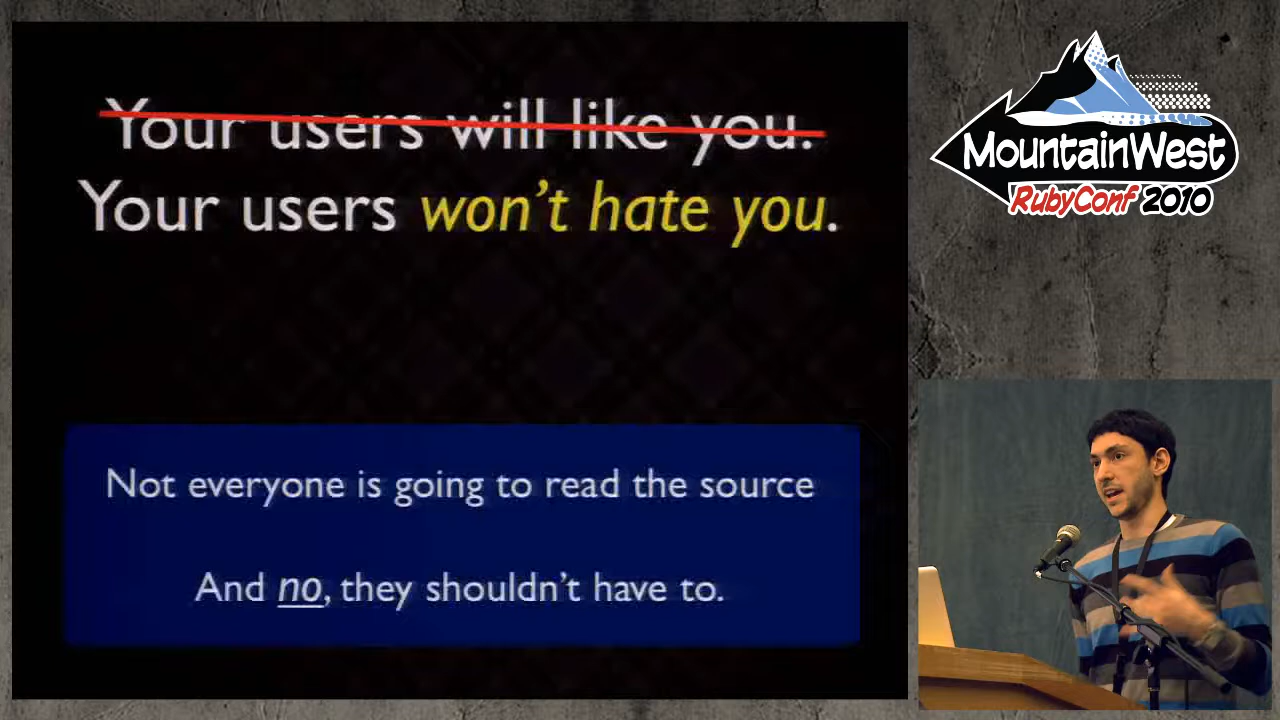 Your users will like you.
Your users won't hate you.
Not everyone is going to read the source
And no, they shouldn't have to.
MountainWest
RubyConf 2010